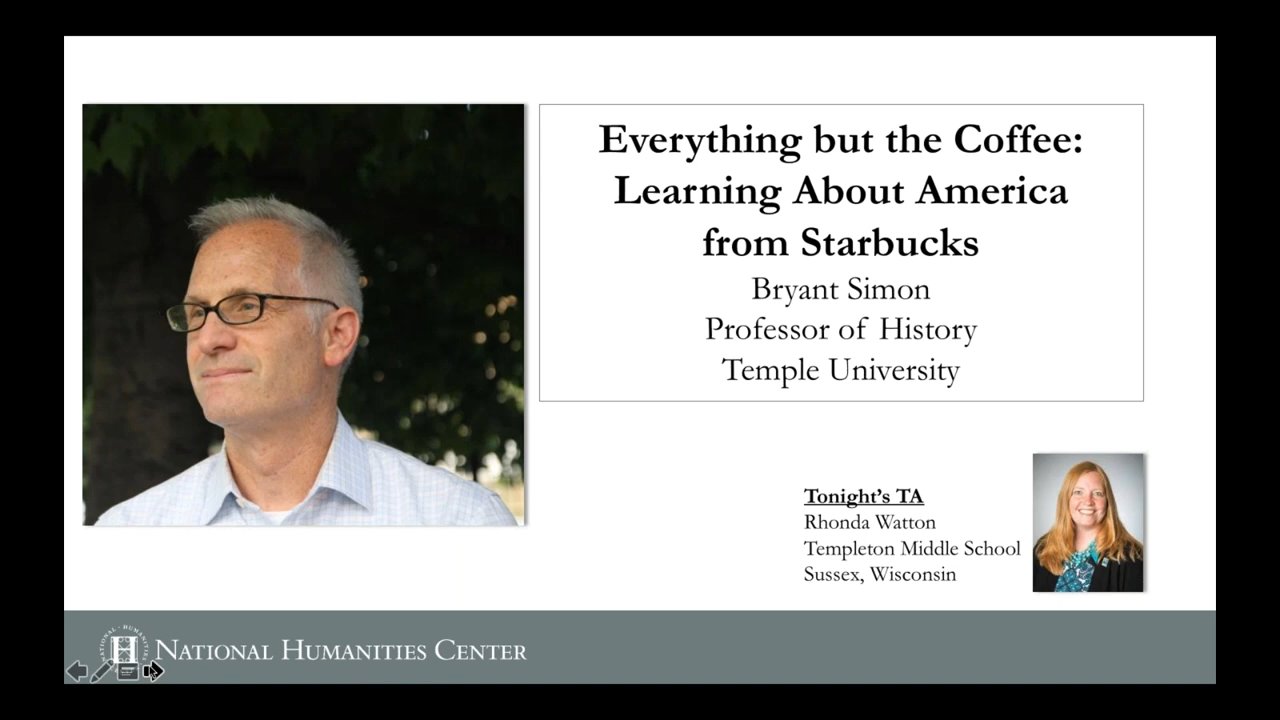 Everything but the Coffee:
Learning About America
from Starbucks
Bryant Simon
Professor of History
Temple University
Tonight's TA
Rhonda Watton
Templeton Middle School
Sussex, Wisconsin
NATIONAL HUMANITIES CENTER